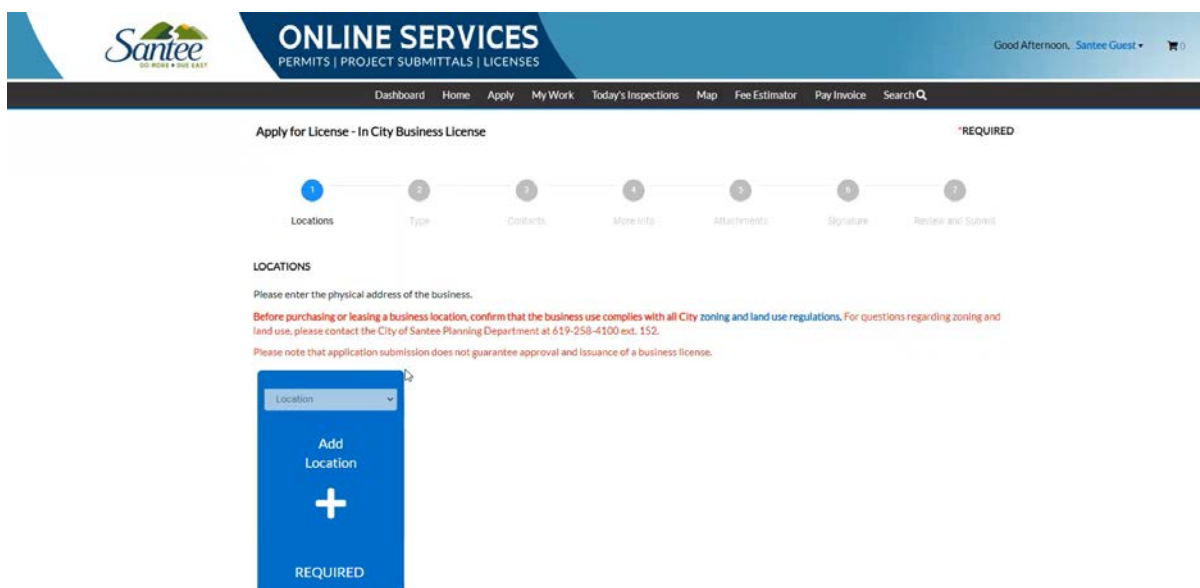 Santee
DO MORE • DUE EAST
ONLINE SERVICES
PERMITS | PROJECT SUBMITTALS | LICENSES
Good Afternoon, Santee Guest
0
Dashboard Home Apply My Work Today's Inspections Map Fee Estimator Pay Invoice Search
Apply for License - In City Business License
*REQUIRED
1 2 3 4 5 6 7
Locations Type Contacts More Info Attachments Signature Review and Submit
LOCATIONS
Please enter the physical address of the business.
Before purchasing or leasing a business location, confirm that the business use complies with all City zoning and land use regulations. For questions regarding zoning and
land use, please contact the City of Santee Planning Department at 619-258-4100 ext. 152.
Please note that application submission does not guarantee approval and issuance of a business license.
Location
Add
Location
REQUIRED